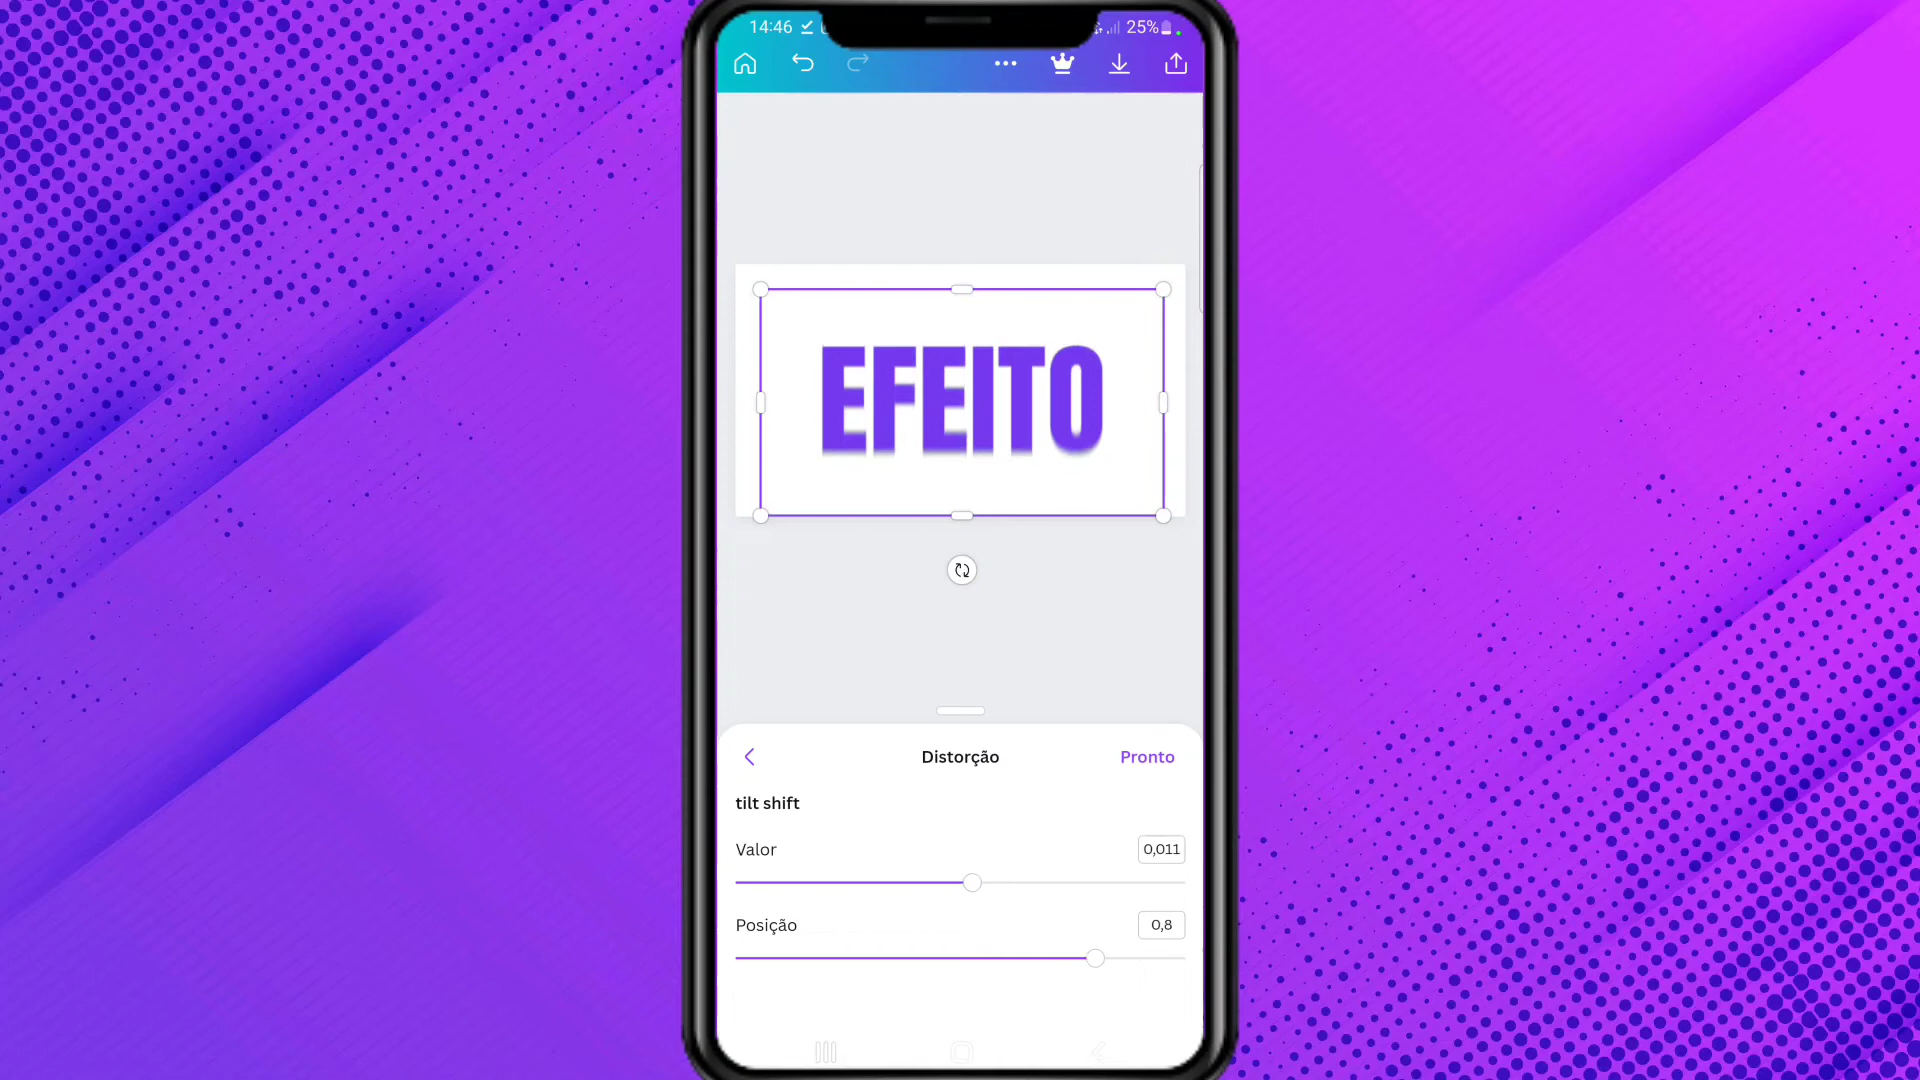 14:46 25%
EFEITO
Distorção Pronto
tilt shift
Valor 0,011
Posição 0,8